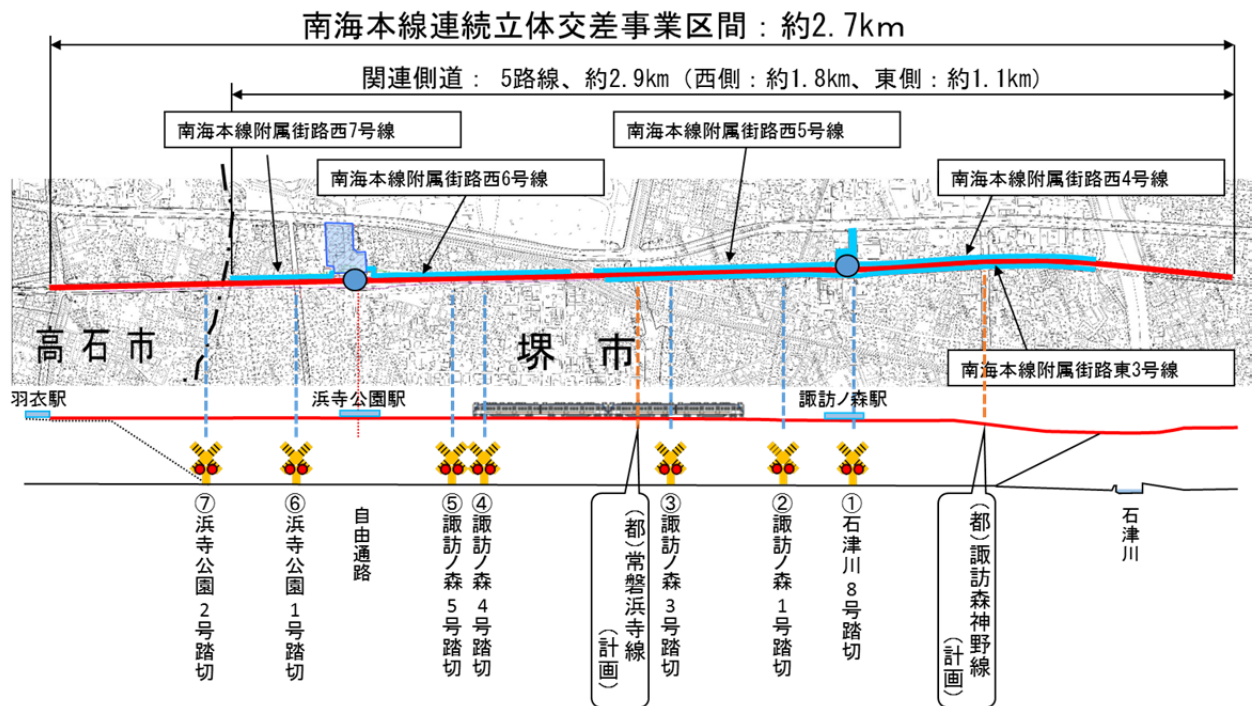 南海本線連続立体交差事業区間：約2.7km
関連側道： 5路線、約2.9km（西側：約1.8km、東側：約1.1km）
南海本線附属街路西7号線
南海本線附属街路西5号線
南海本線附属街路西6号線
南海本線附属街路西4号線
高石市
堺 市
南海本線附属街路東3号線
羽衣駅
浜寺公園駅
諏訪ノ森駅
⑦浜寺公園2号踏切
⑥浜寺公園1号踏切
自由通路
⑤諏訪ノ森5号踏切
④諏訪ノ森4号踏切
（都）常磐浜寺線
（計画）
③諏訪ノ森3号踏切
②諏訪ノ森1号踏切
①石津川8号踏切
（都）諏訪森神野線
（計画）
石津川